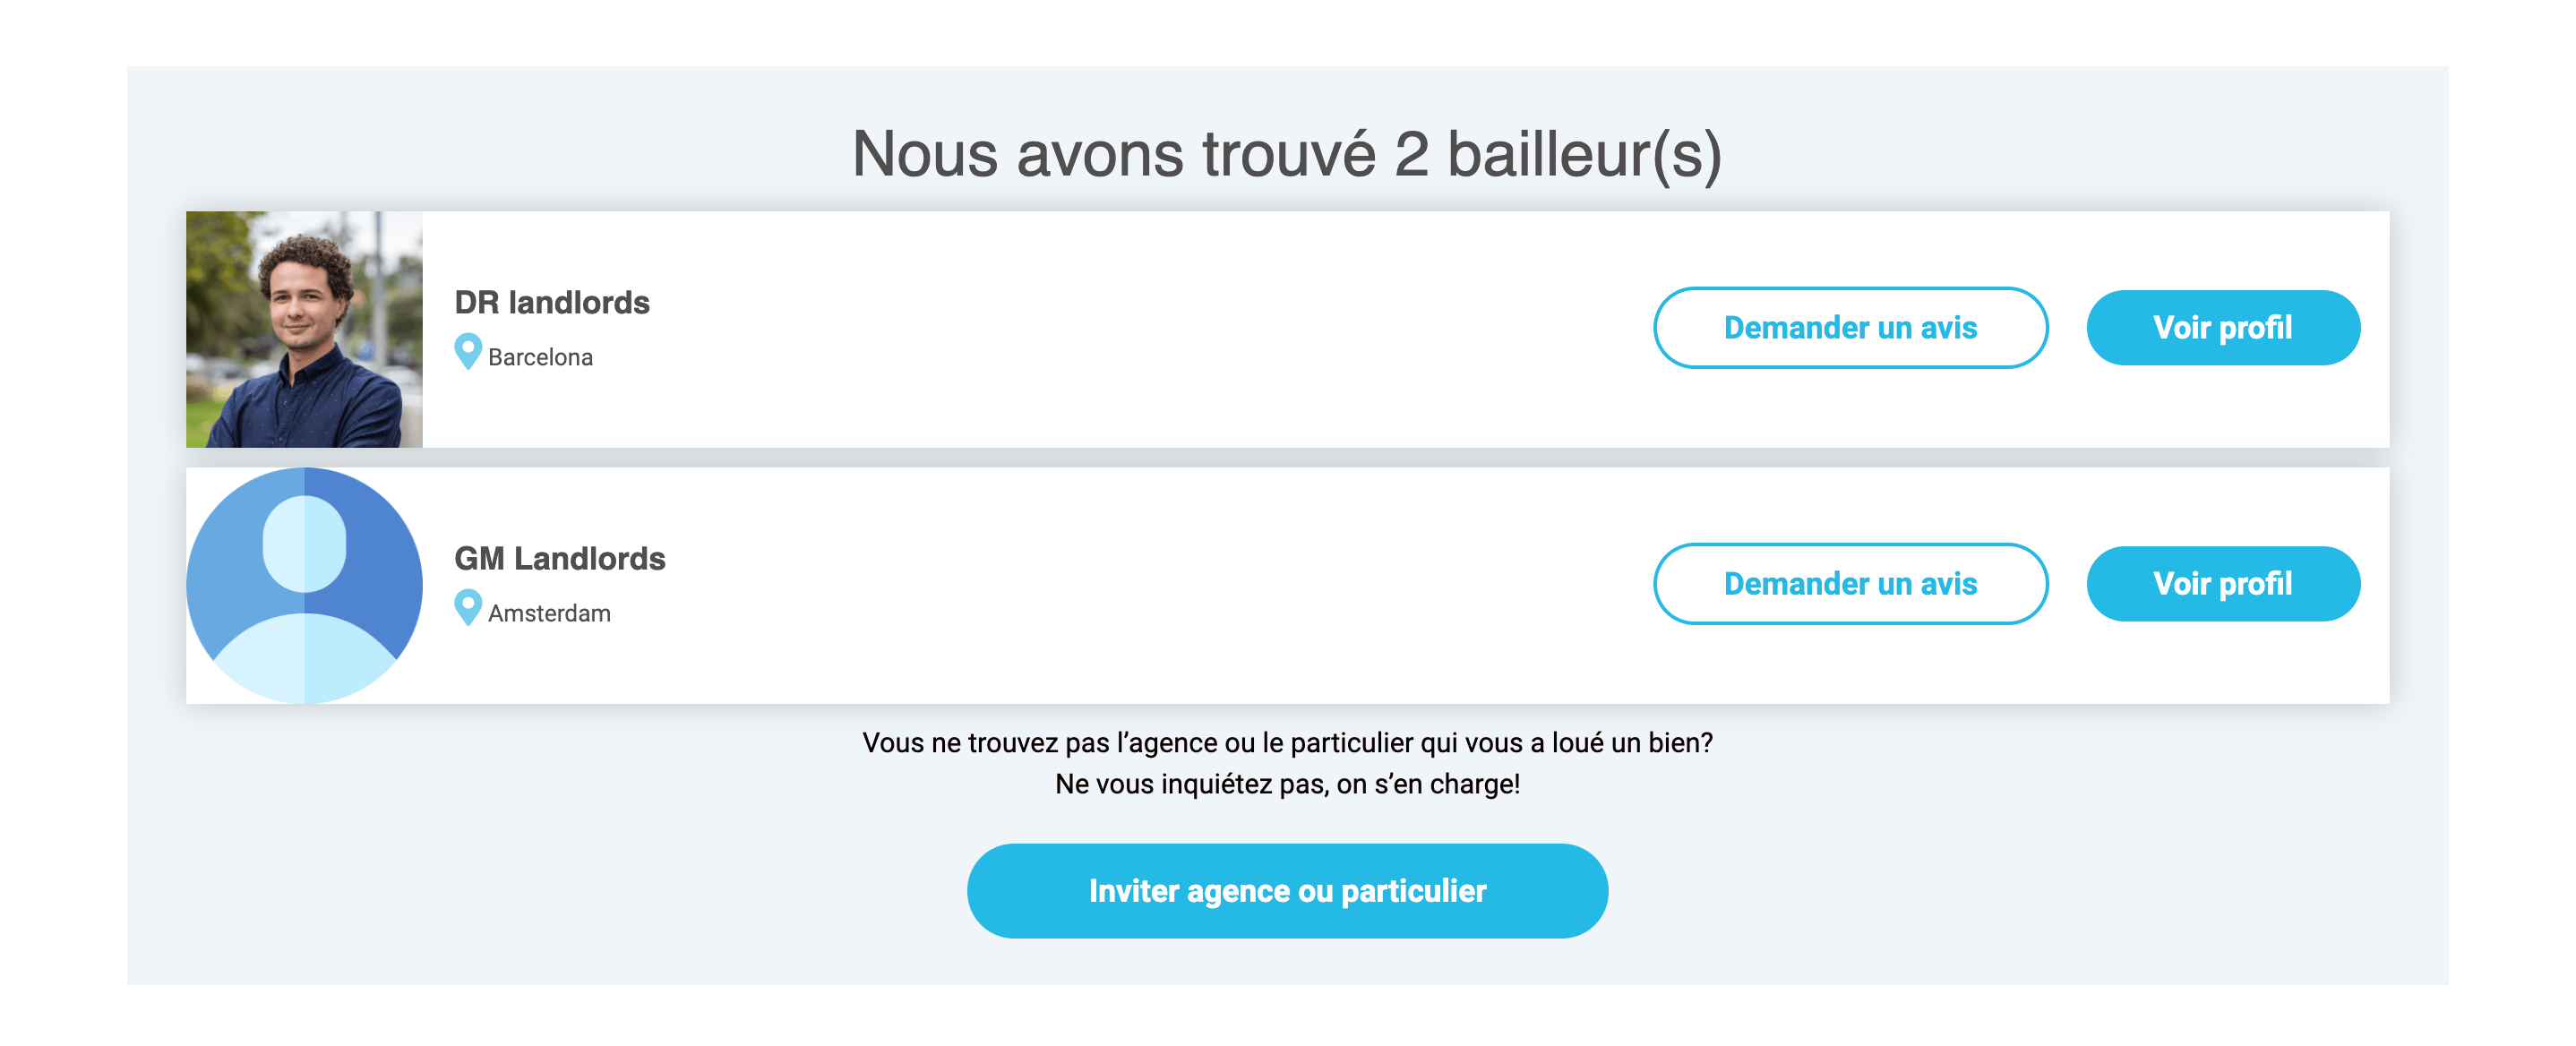 Nous avons trouvé 2 bailleur(s)
DR landlords
Barcelona
Demander un avis
Voir profil
GM Landlords
Amsterdam
Demander un avis
Voir profil
Vous ne trouvez pas l’agence ou le particulier qui vous a loué un bien?
Ne vous inquiétez pas, on s’en charge!
Inviter agence ou particulier